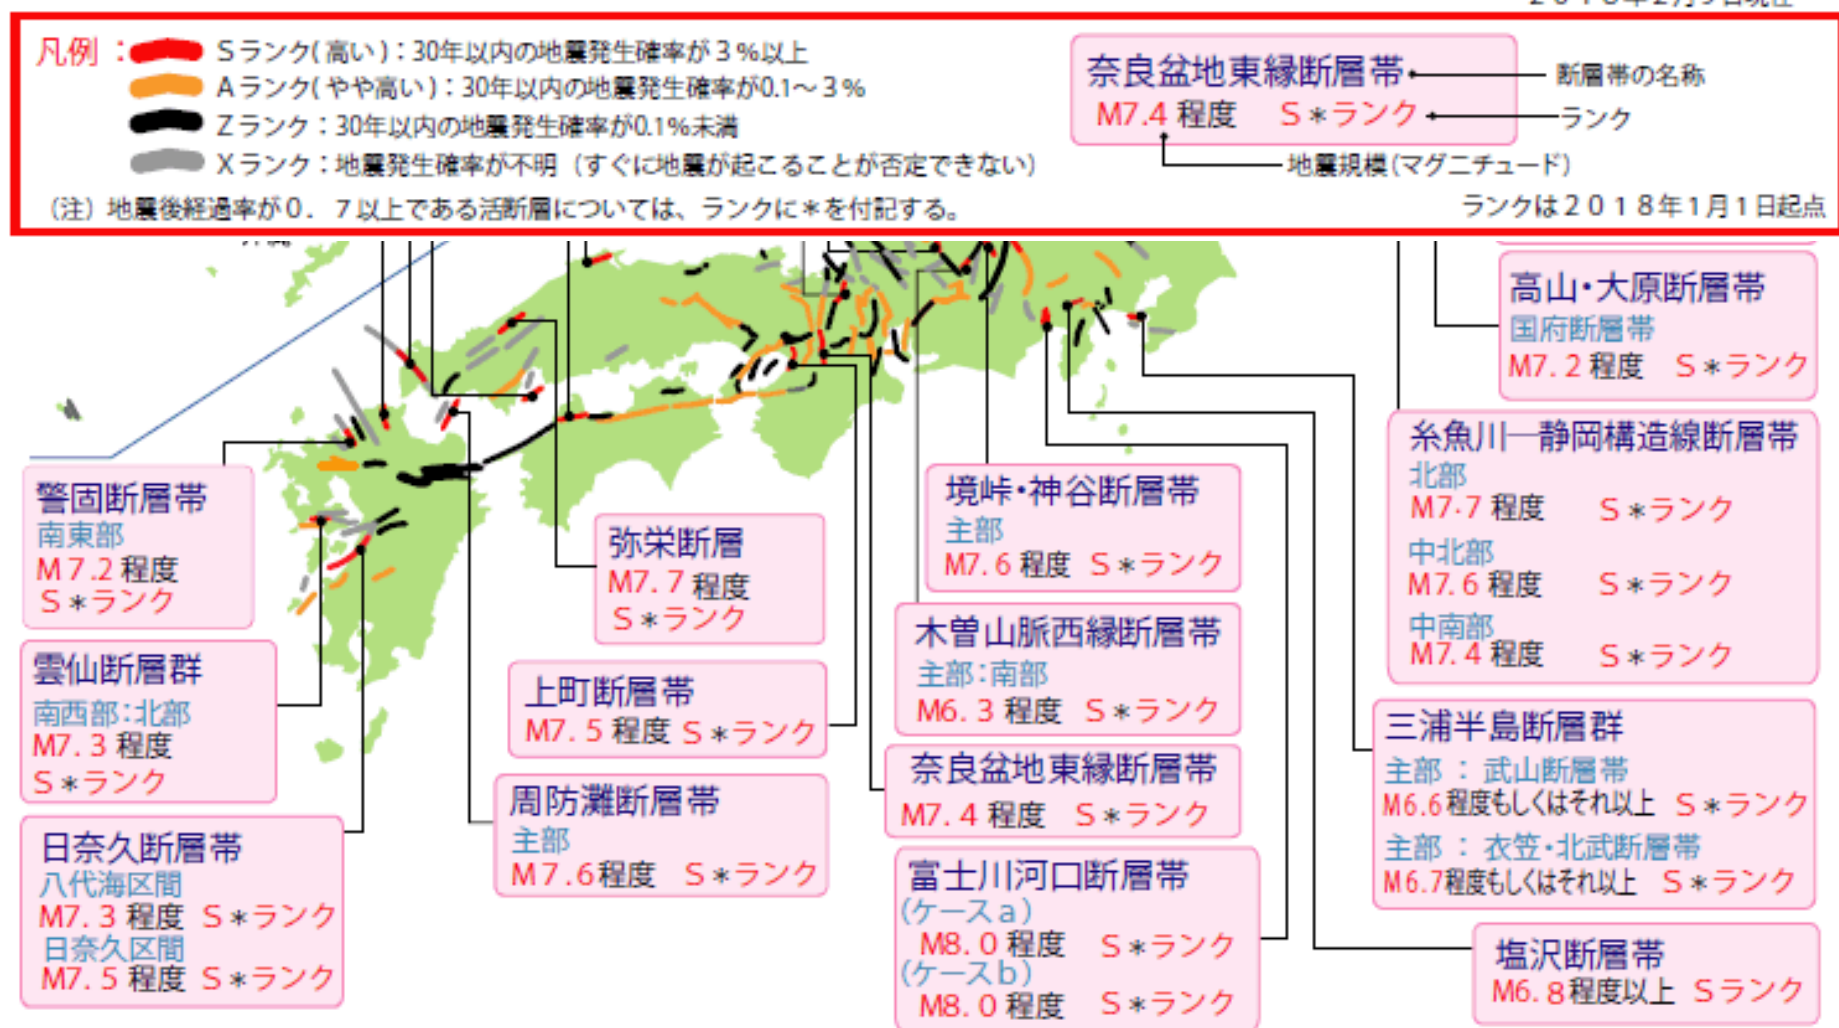 凡例：
Sランク(高い)：30年以内の地震発生確率が３％以上
Aランク(やや高い)：30年以内の地震発生確率が0.1～３％
Zランク：30年以内の地震発生確率が0.1％未満
Xランク：地震発生確率が不明（すぐに地震が起こることが否定できない）
（注）地震後経過率が０．７以上である活断層については、ランクに＊を付記する。
奈良盆地東縁断層帯
M7.4 程度 S＊ランク
断層帯の名称
ランク
地震規模(マグニチュード)
ランクは２０１８年１月１日起点
高山・大原断層帯
国府断層帯
M7.2 程度 S＊ランク
糸魚川―静岡構造線断層帯
北部
M7.7 程度 S＊ランク
中北部
M7.6 程度 S＊ランク
中南部
M7.4 程度 S＊ランク
警固断層帯
南東部
M7.2 程度
S＊ランク
雲仙断層群
南西部：北部
M7.3 程度
S＊ランク
日奈久断層帯
八代海区間
M7.3 程度 S＊ランク
日奈久区間
M7.5 程度 S＊ランク
弥栄断層
M7.7 程度
S＊ランク
上町断層帯
M7.5 程度 S＊ランク
周防灘断層帯
主部
M7.6程度 S＊ランク
境峠・神谷断層帯
主部
M7.6 程度 S＊ランク
木曽山脈西縁断層帯
主部：南部
M6.3 程度 S＊ランク
奈良盆地東縁断層帯
M7.4 程度 S＊ランク
富士川河口断層帯
(ケースa)
M8.0 程度 S＊ランク
(ケースb)
M8.0 程度 S＊ランク
三浦半島断層群
主部 ： 武山断層帯
M6.6程度もしくはそれ以上 S＊ランク
主部 ： 衣笠・北武断層帯
M6.7程度もしくはそれ以上 S＊ランク
塩沢断層帯
M6.8程度以上 Sランク